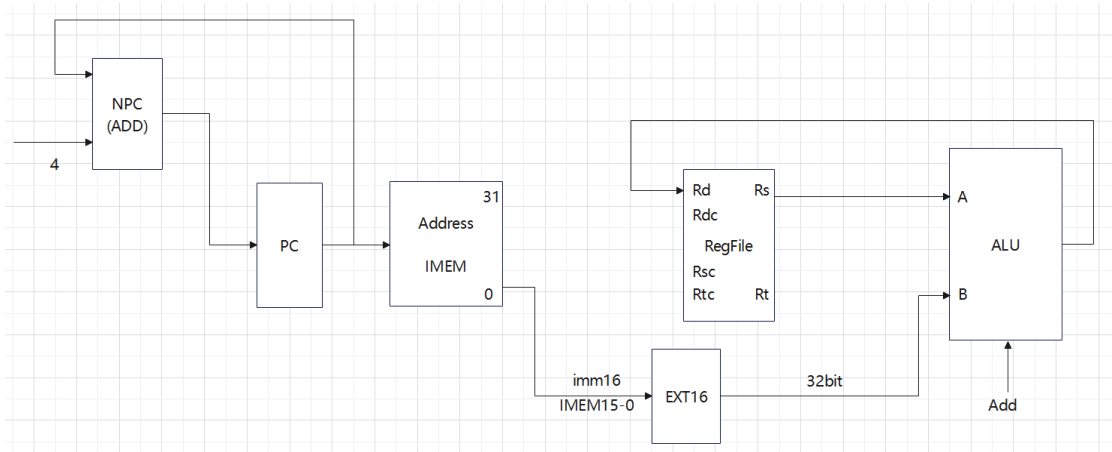 NPC
(ADD)
4
PC
31
Address
IMEM
0
imm16
IMEM15-0
EXT16
32bit
Rd Rs
Rdc
RegFile
Rsc
Rtc Rt
A
ALU
B
Add